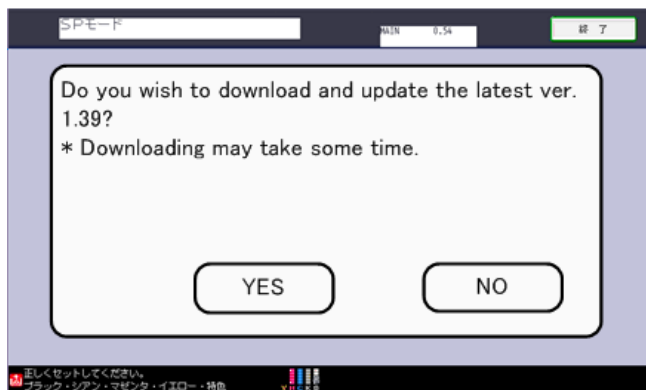 SPモード
MAIN 0.54
終 了
Do you wish to download and update the latest ver.
1.39?
* Downloading may take some time.
YES
NO
正しくセットしてください。
ブラック・シアン・マゼンタ・イエロー・特色
Y M C K S